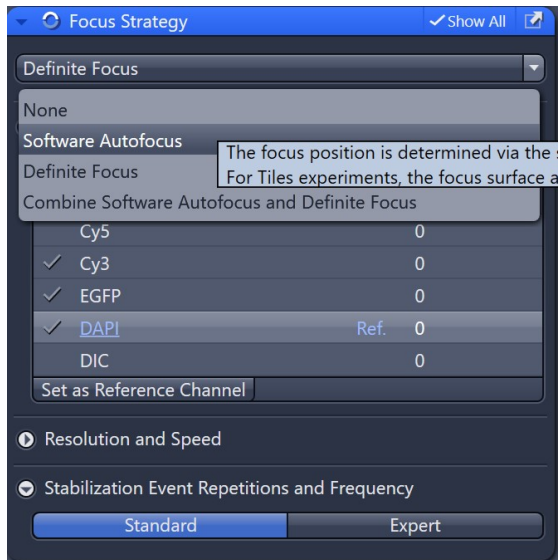 Focus Strategy
Show All
Definite Focus
None
Software Autofocus
The focus position is determined via the
For Tiles experiments, the focus surface
Definite Focus
Combine Software Autofocus and Definite Focus
Cy5 0
Cy3 0
EGFP 0
DAPI Ref. 0
DIC 0
Set as Reference Channel
Resolution and Speed
Stabilization Event Repetitions and Frequency
Standard Expert